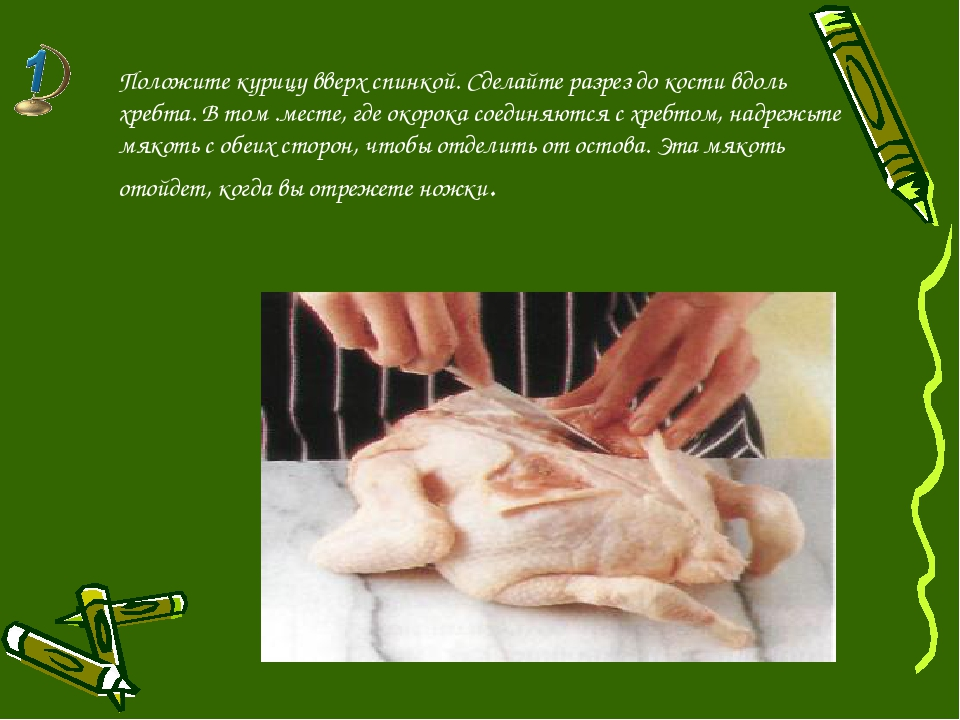 1
Положите курицу вверх спинкой. Сделайте разрез до кости вдоль
хребта. В том .месте, где окорока соединяются с хребтом, надрежьте
мякоть с обеих сторон, чтобы отделить от остова. Эта мякоть
отойдет, когда вы отрежете ножки.